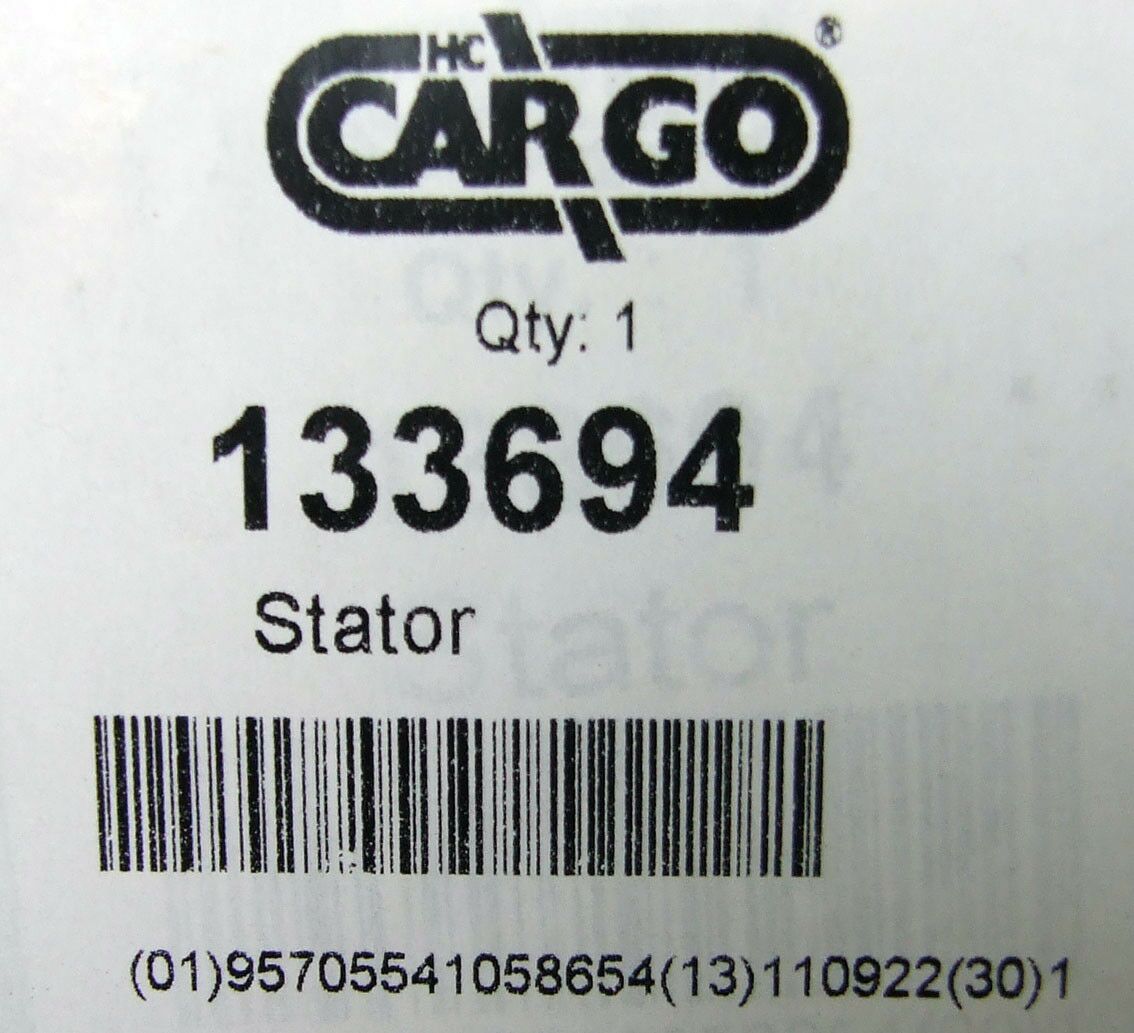 HC
CARGO®
Qty: 1
133694
Stator
(01)95705541058654(13)110922(30)1